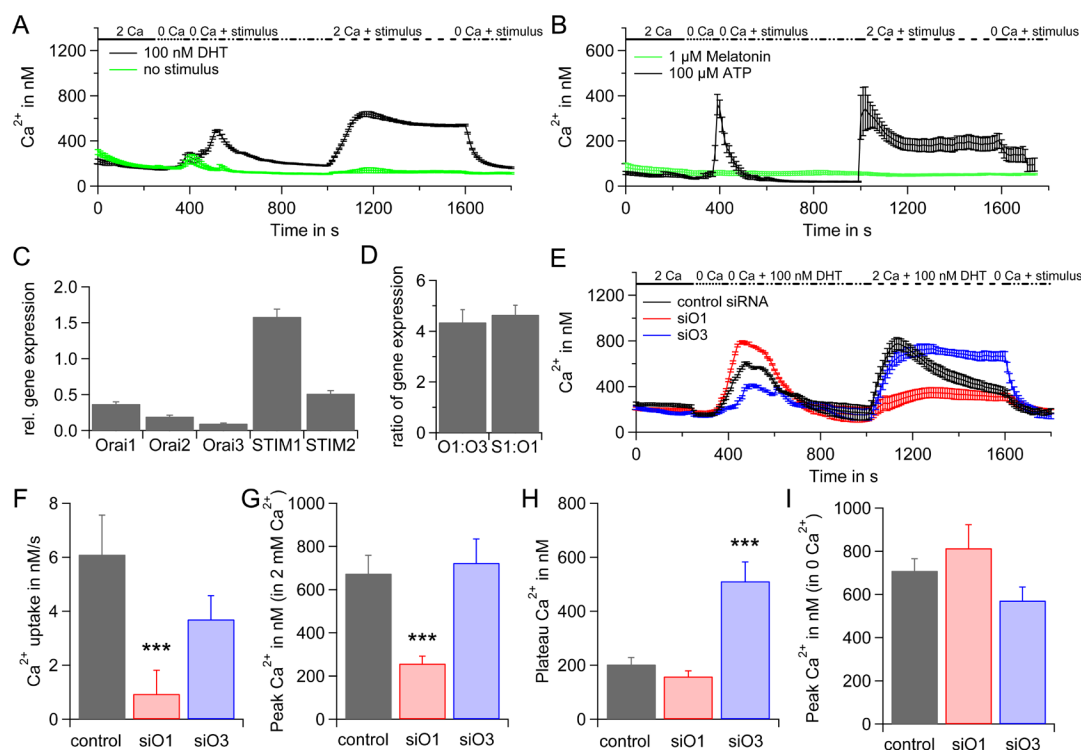 A
2 Ca 0 Ca 0 Ca + stimulus 2 Ca + stimulus 0 Ca + stimulus
1300
100 nM DHT
no stimulus
1200
800
400
0
Ca2+ in nM
0 400 800 1200 1600
Time in s
B
2 Ca 0 Ca 0 Ca + stimulus 2 Ca + stimulus 0 Ca + stimulus
600
1 µM Melatonin
100 µM ATP
400
200
0
Ca2+ in nM
0 400 800 1200 1600
Time in s
C
2.0
1.5
1.0
0.5
0.0
rel. gene expression
Orai1 Orai2 Orai3 STIM1 STIM2
D
6
4
2
0
ratio of gene expression
O1:O3 S1:O1
E
2 Ca 0 Ca 0 Ca + 100 nM DHT 2 Ca + 100 nM DHT 0 Ca + stimulus
1200
control siRNA
siO1
siO3
800
400
0
Ca2+ in nM
0 400 800 1200 1600
Time in s
F
8
6
4
2
0
Ca2+ uptake in nM/s
***
control siO1 siO3
G
1000
800
600
400
200
0
Peak Ca2+ in nM (in 2 mM Ca2+)
***
control siO1 siO3
H
800
600
400
200
0
Plateau Ca2+ in nM
***
control siO1 siO3
I
1000
800
600
400
200
0
Peak Ca2+ in nM (in 0 Ca2+)
control siO1 siO3